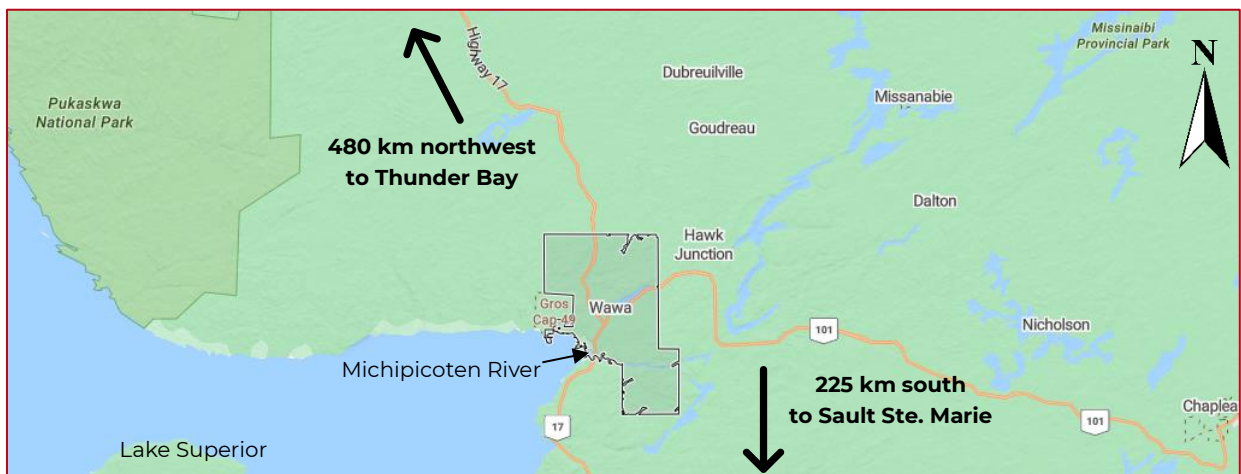 Highway 17
Missinaibi
Provincial Park
N
Dubreuilville
Missanabie
Pukaskwa
National Park
Goudreau
480 km northwest
to Thunder Bay
Dalton
Hawk
Junction
Gros
Cap 49
Wawa
101
Nicholson
Michipicoten River
225 km south
to Sault Ste. Marie
Chaplea
17
101
Lake Superior